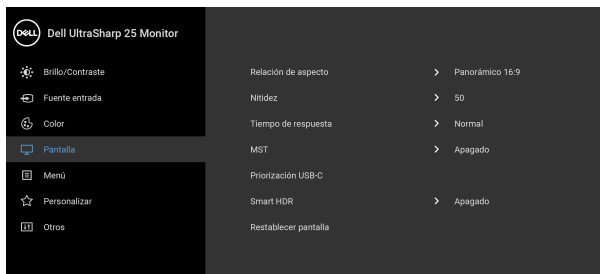 DELL Dell UltraSharp 25 Monitor
Brillo/Contraste
Fuente entrada
Color
Pantalla
Menú
Personalizar
Otros
Relación de aspecto > Panorámico 16:9
Nitidez > 50
Tiempo de respuesta > Normal
MST > Apagado
Priorización USB-C
Smart HDR > Apagado
Restablecer pantalla